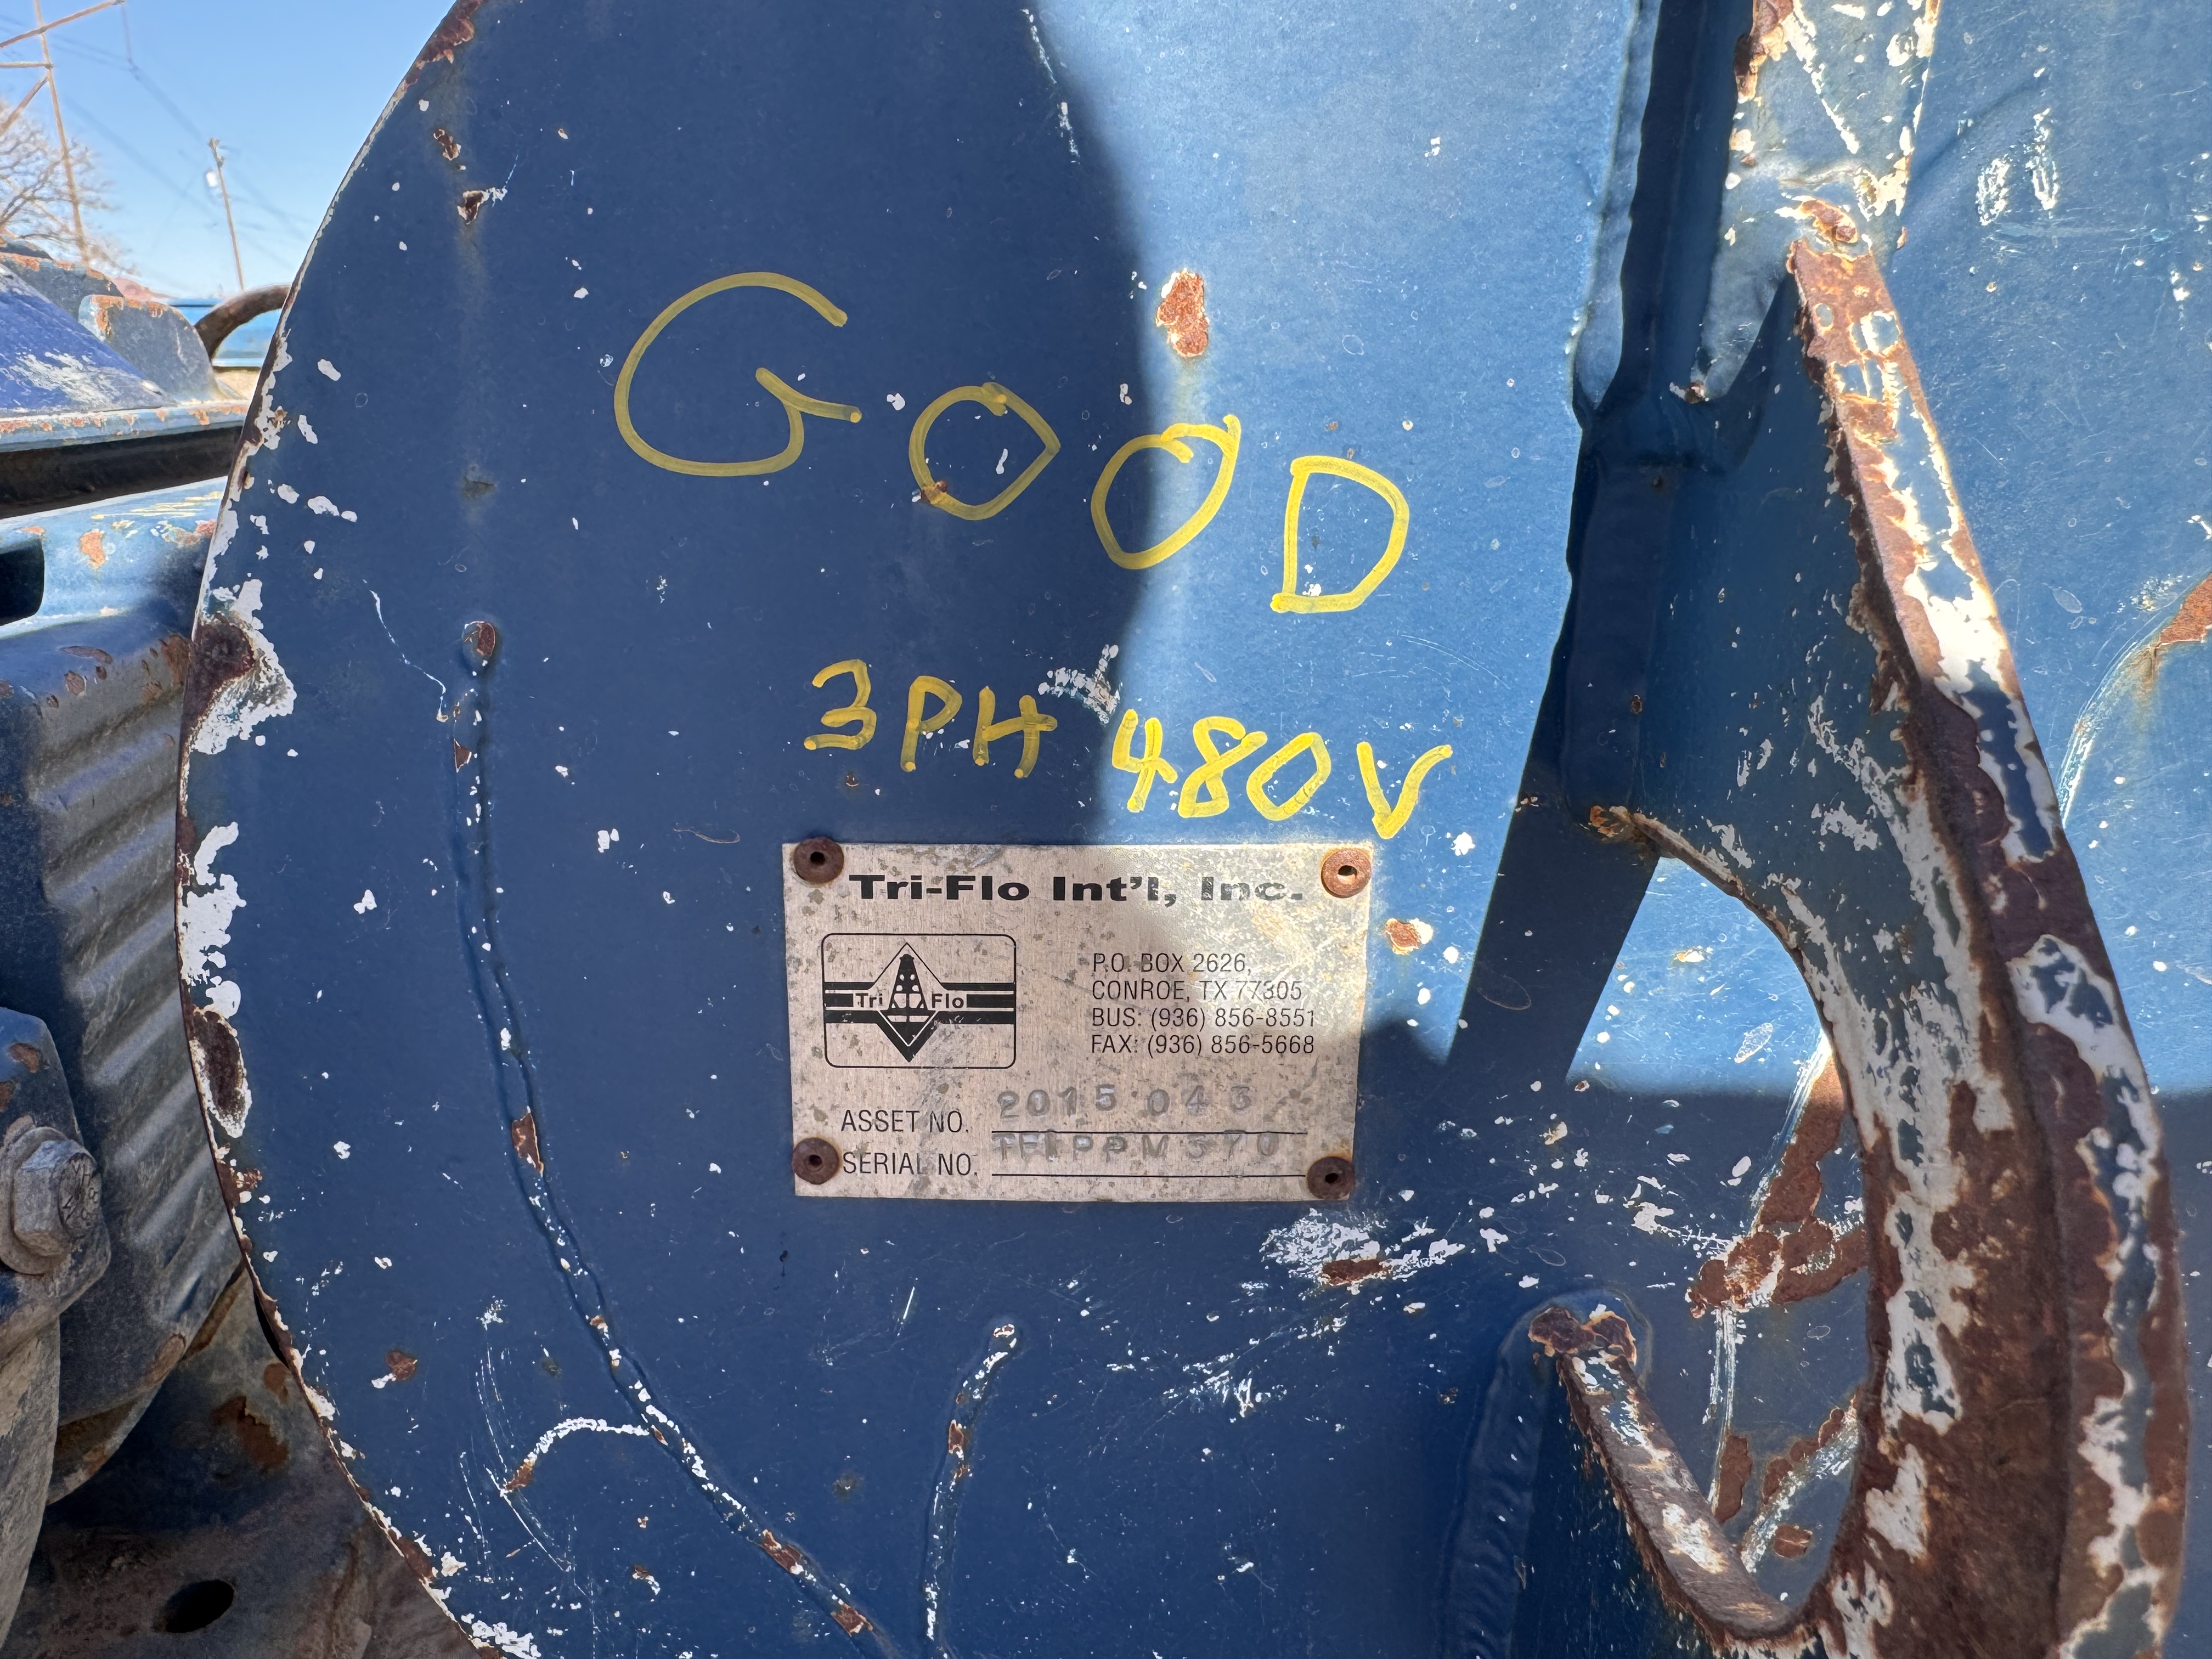 GOOD
3PH 480V
Tri-Flo Int'l, Inc.
Tri Flo
P.O. BOX 2626,
CONROE, TX 77305
BUS: (936) 856-8551
FAX: (936) 856-5668
ASSET NO. 2015 043
SERIAL NO.